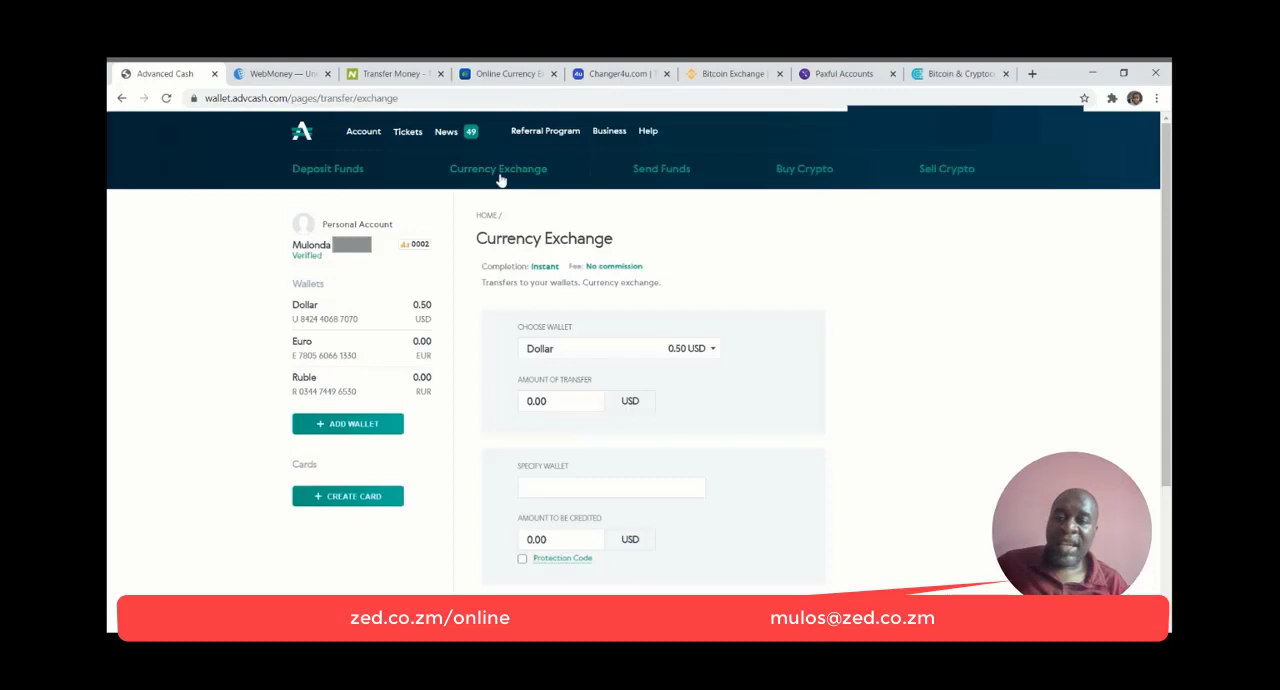 Advanced Cash
WebMoney — Un
Transfer Money - T
Online Currency E
Changer4u.com | T
Bitcoin Exchange |
Paxful Accounts
Bitcoin & Cryptoc
wallet.advcash.com/pages/transfer/exchange
Account Tickets News 49 Referral Program Business Help
Deposit Funds Currency Exchange Send Funds Buy Crypto Sell Crypto
Personal Account
Mulonda 0002
Verified
Wallets
Dollar 0.50
U 8424 4068 7070 USD
Euro 0.00
E 7805 6066 1330 EUR
Ruble 0.00
R 0344 7449 6530 RUR
+ ADD WALLET
Cards
+ CREATE CARD
HOME /
Currency Exchange
Completion: Instant Fee: No commission
Transfers to your wallets. Currency exchange.
CHOOSE WALLET
Dollar 0.50 USD
AMOUNT OF TRANSFER
0.00 USD
SPECIFY WALLET
AMOUNT TO BE CREDITED
0.00 USD
Protection Code
zed.co.zm/online mulos@zed.co.zm